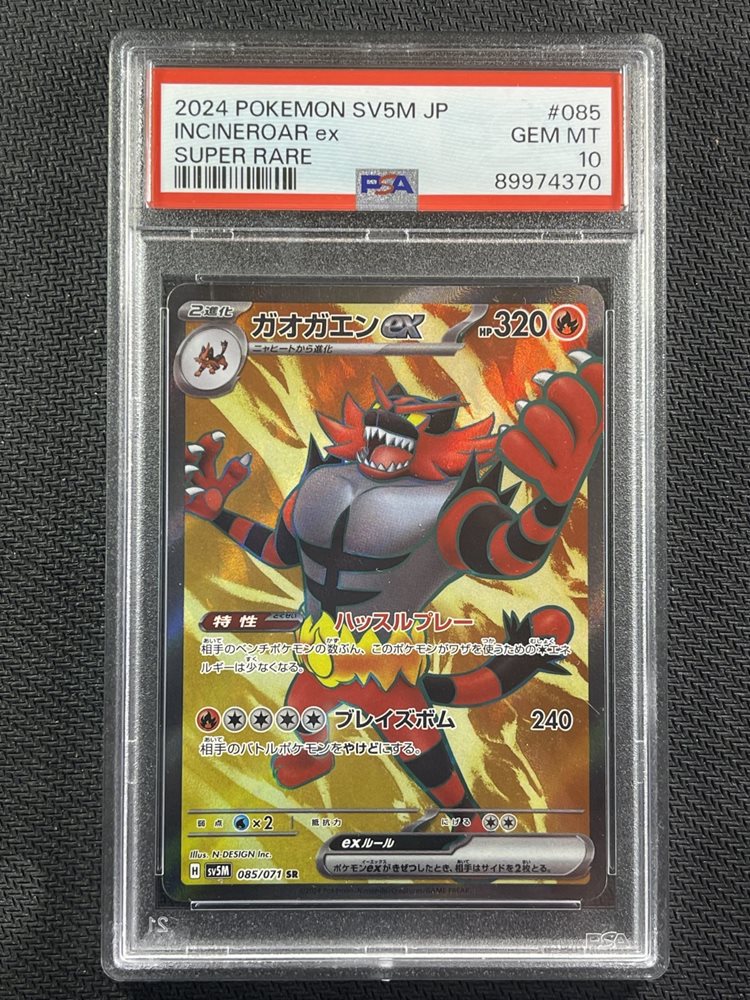 2024 POKEMON SV5M JP #085
INCINEROAR ex GEM MT
SUPER RARE 10
PSA 89974370
2進化
ガオガエンex HP320
ニャヒートから進化
特性 とくせい ハッスルプレー
相手のベンチポケモンの数ぶん、このポケモンがワザを使うための エネ
ルギーは少なくなる。
ブレイズボム 240
相手のバトルポケモンをやけどにする。
弱点 ×2 抵抗力 にげる
exルール
ポケモンexがきぜつしたとき、相手はサイドを2枚とる。
Illus. N-DESIGN Inc.
H sv5M 085/071 SR
PSA